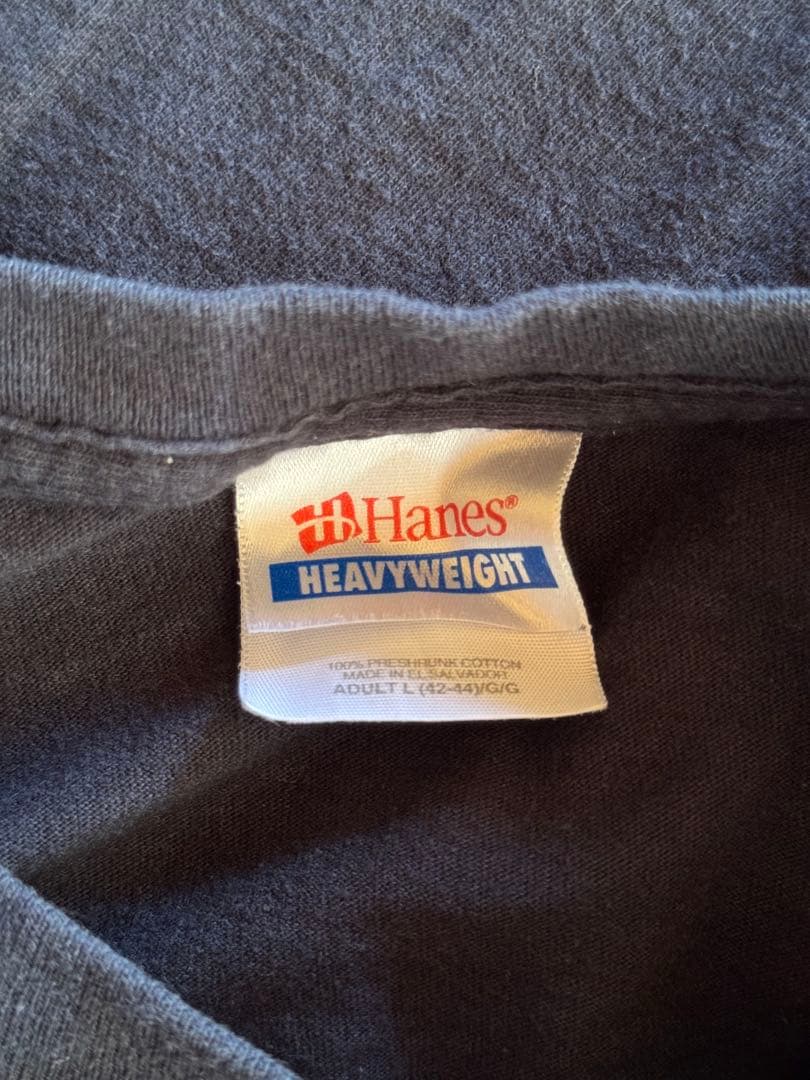 Hanes®
HEAVYWEIGHT
100% PRESHRUNK COTTON
MADE IN EL SALVADOR
ADULT L (42-44)/G/G